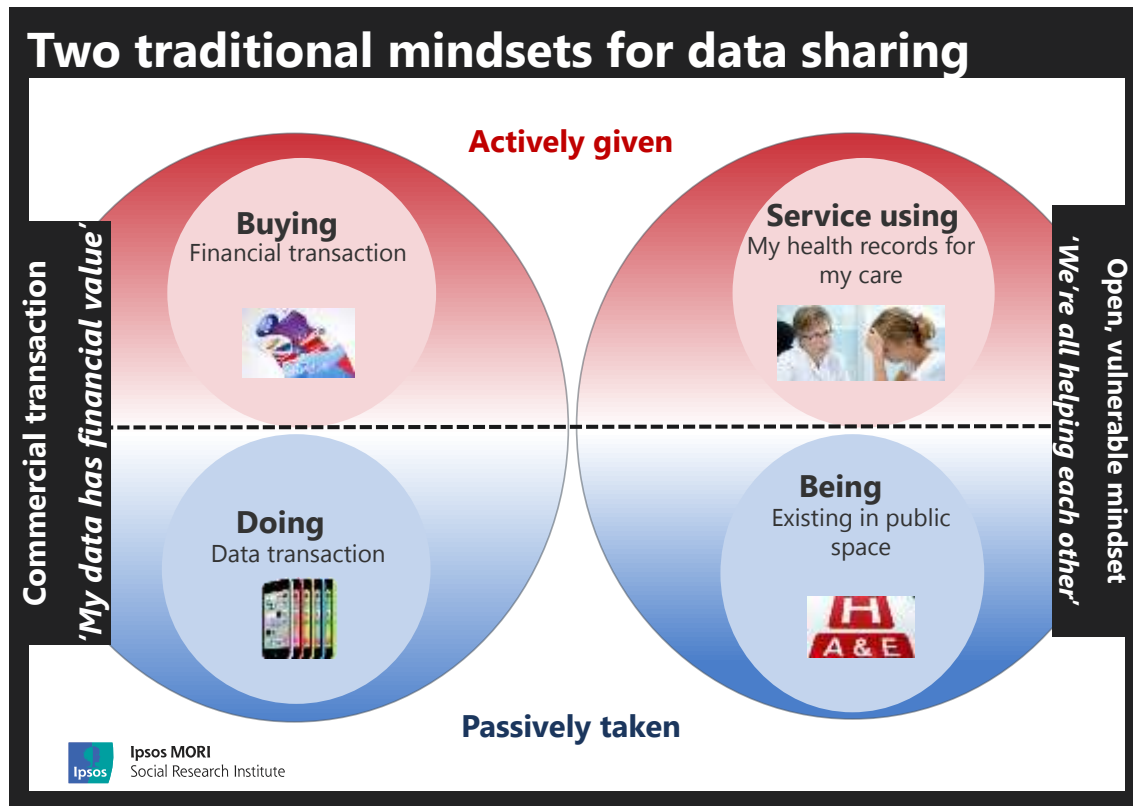 Two traditional mindsets for data sharing
Actively given
Commercial transaction
‘My data has financial value’
Buying
Financial transaction
Service using
My health records for
my care
Open, vulnerable mindset
‘We’re all helping each other’
Doing
Data transaction
Being
Existing in public
space
H
A & E
Passively taken
Ipsos
Ipsos MORI
Social Research Institute